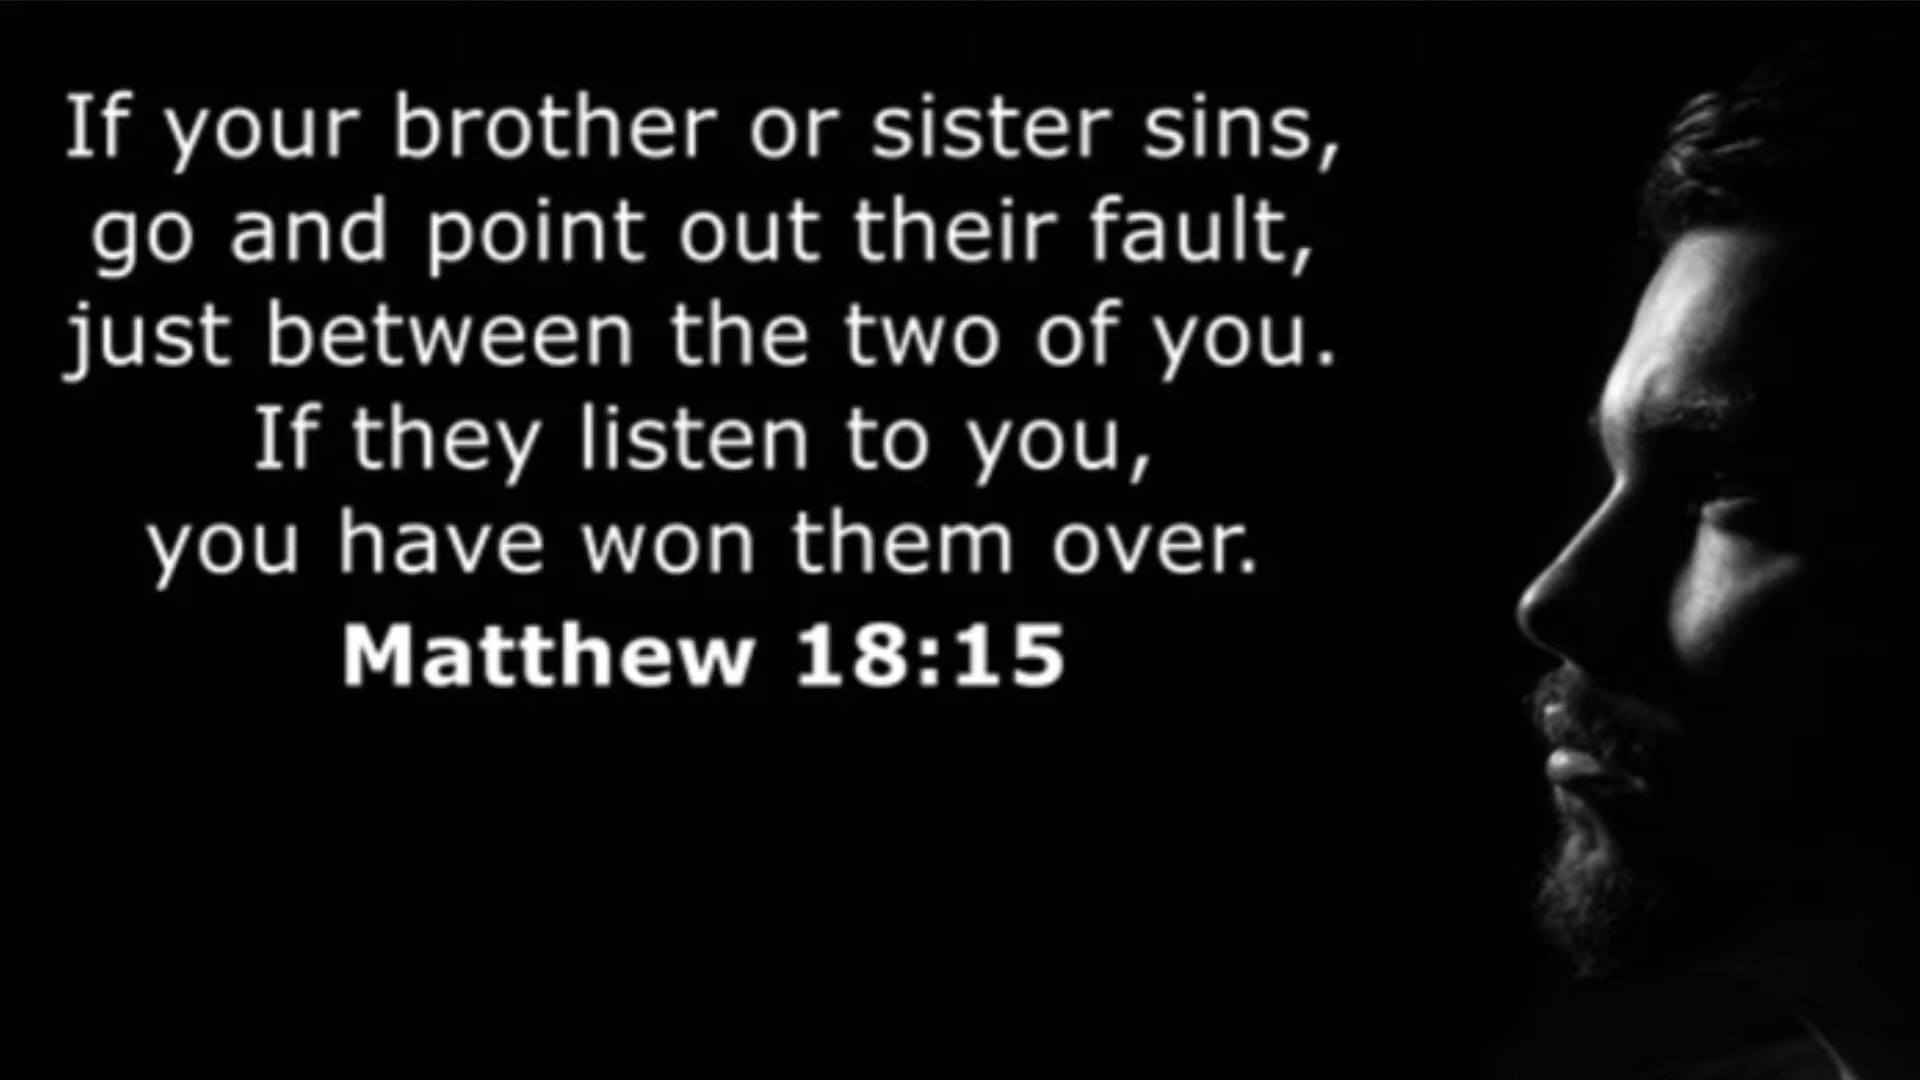 If your brother or sister sins,
go and point out their fault,
just between the two of you.
If they listen to you,
you have won them over.
Matthew 18:15